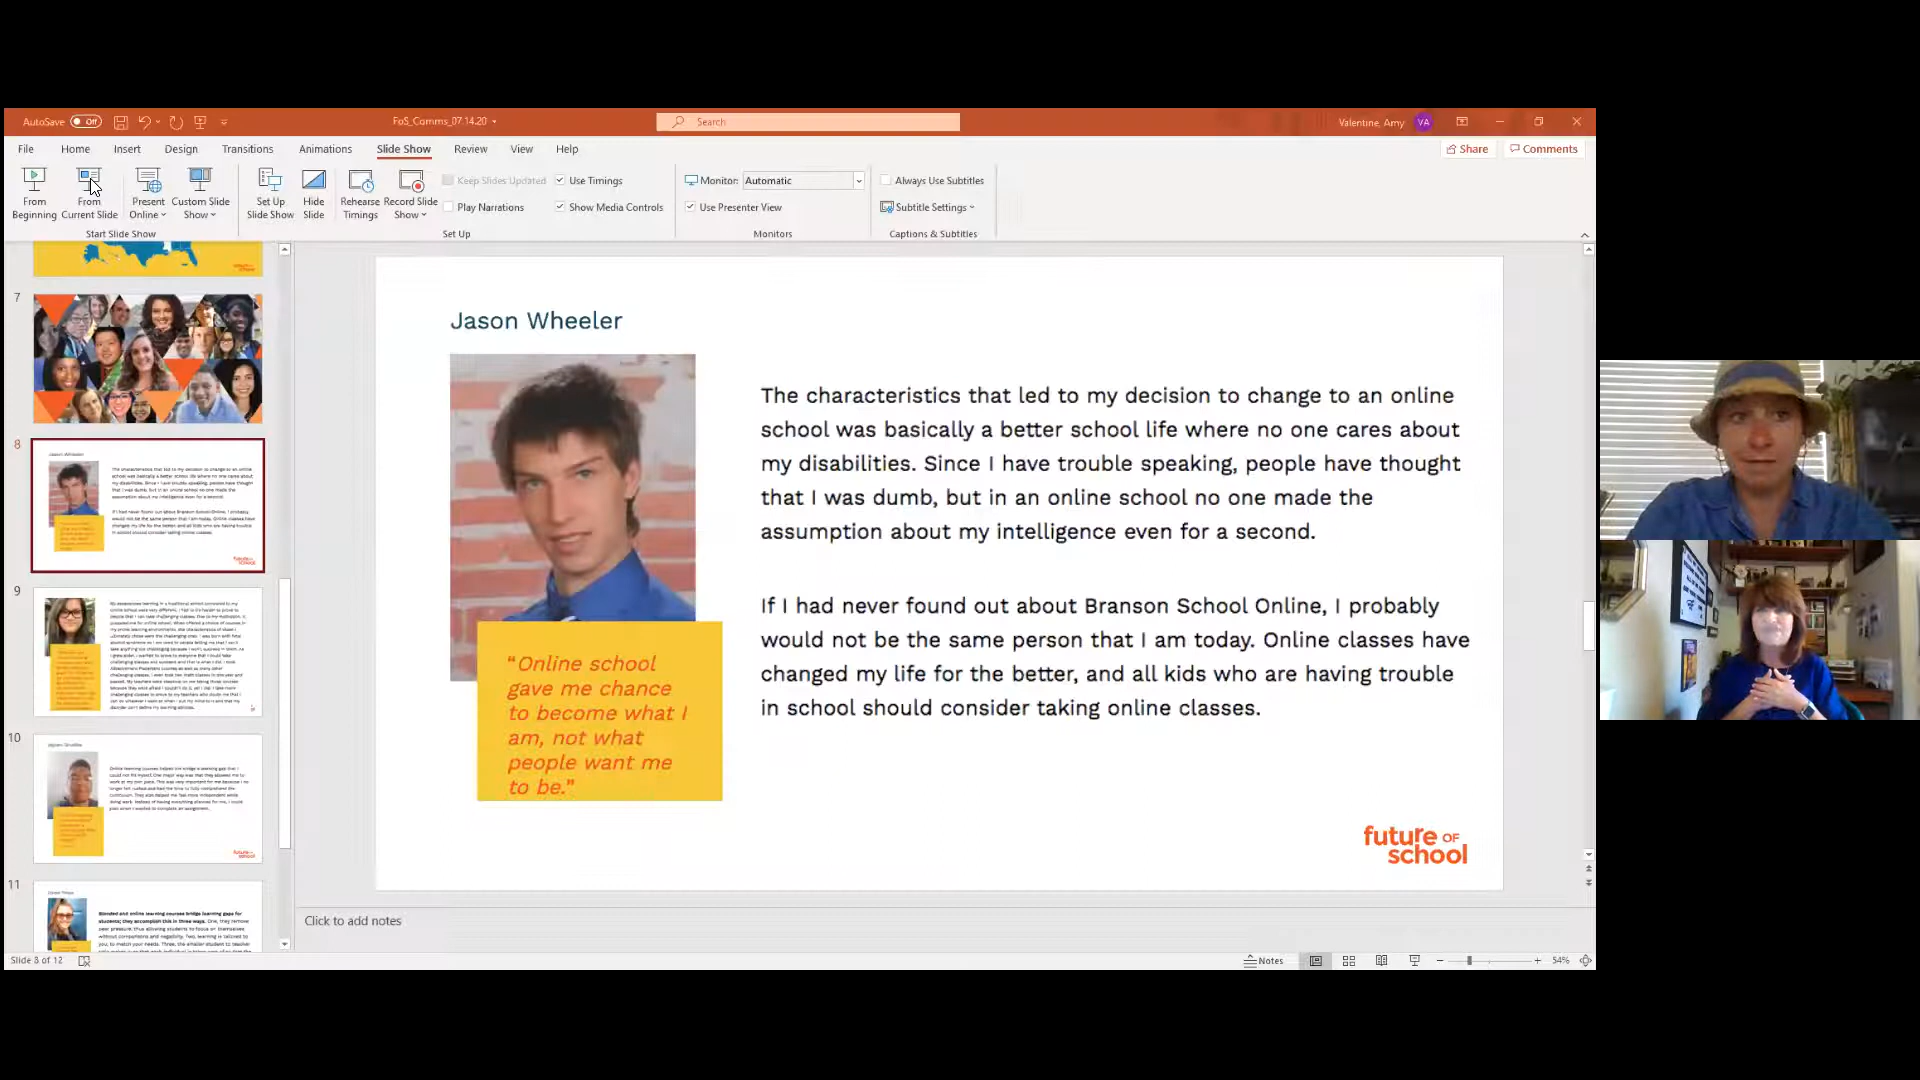 AutoSave Off
FoS_Comms_07.14.20
Search
Valentine, Amy VA
File Home Insert Design Transitions Animations Slide Show Review View Help
Share Comments
From Beginning
From Current Slide
Present Online
Custom Slide Show
Start Slide Show
Set Up Slide Show
Hide Slide
Rehearse Timings
Record Slide Show
Keep Slides Updated
Play Narrations
Use Timings
Show Media Controls
Set Up
Monitor: Automatic
Use Presenter View
Monitors
Always Use Subtitles
Subtitle Settings
Captions & Subtitles
7
8
9
10
11
Jason Wheeler
The characteristics that led to my decision to change to an online
school was basically a better school life where no one cares about
my disabilities. Since I have trouble speaking, people have thought
that I was dumb, but in an online school no one made the
assumption about my intelligence even for a second.
If I had never found out about Branson School Online, I probably
would not be the same person that I am today. Online classes have
changed my life for the better, and all kids who are having trouble
in school should consider taking online classes.
“Online school
gave me chance
to become what I
am, not what
people want me
to be.”
future OF
school
Click to add notes
Slide 8 of 12
Notes
54%